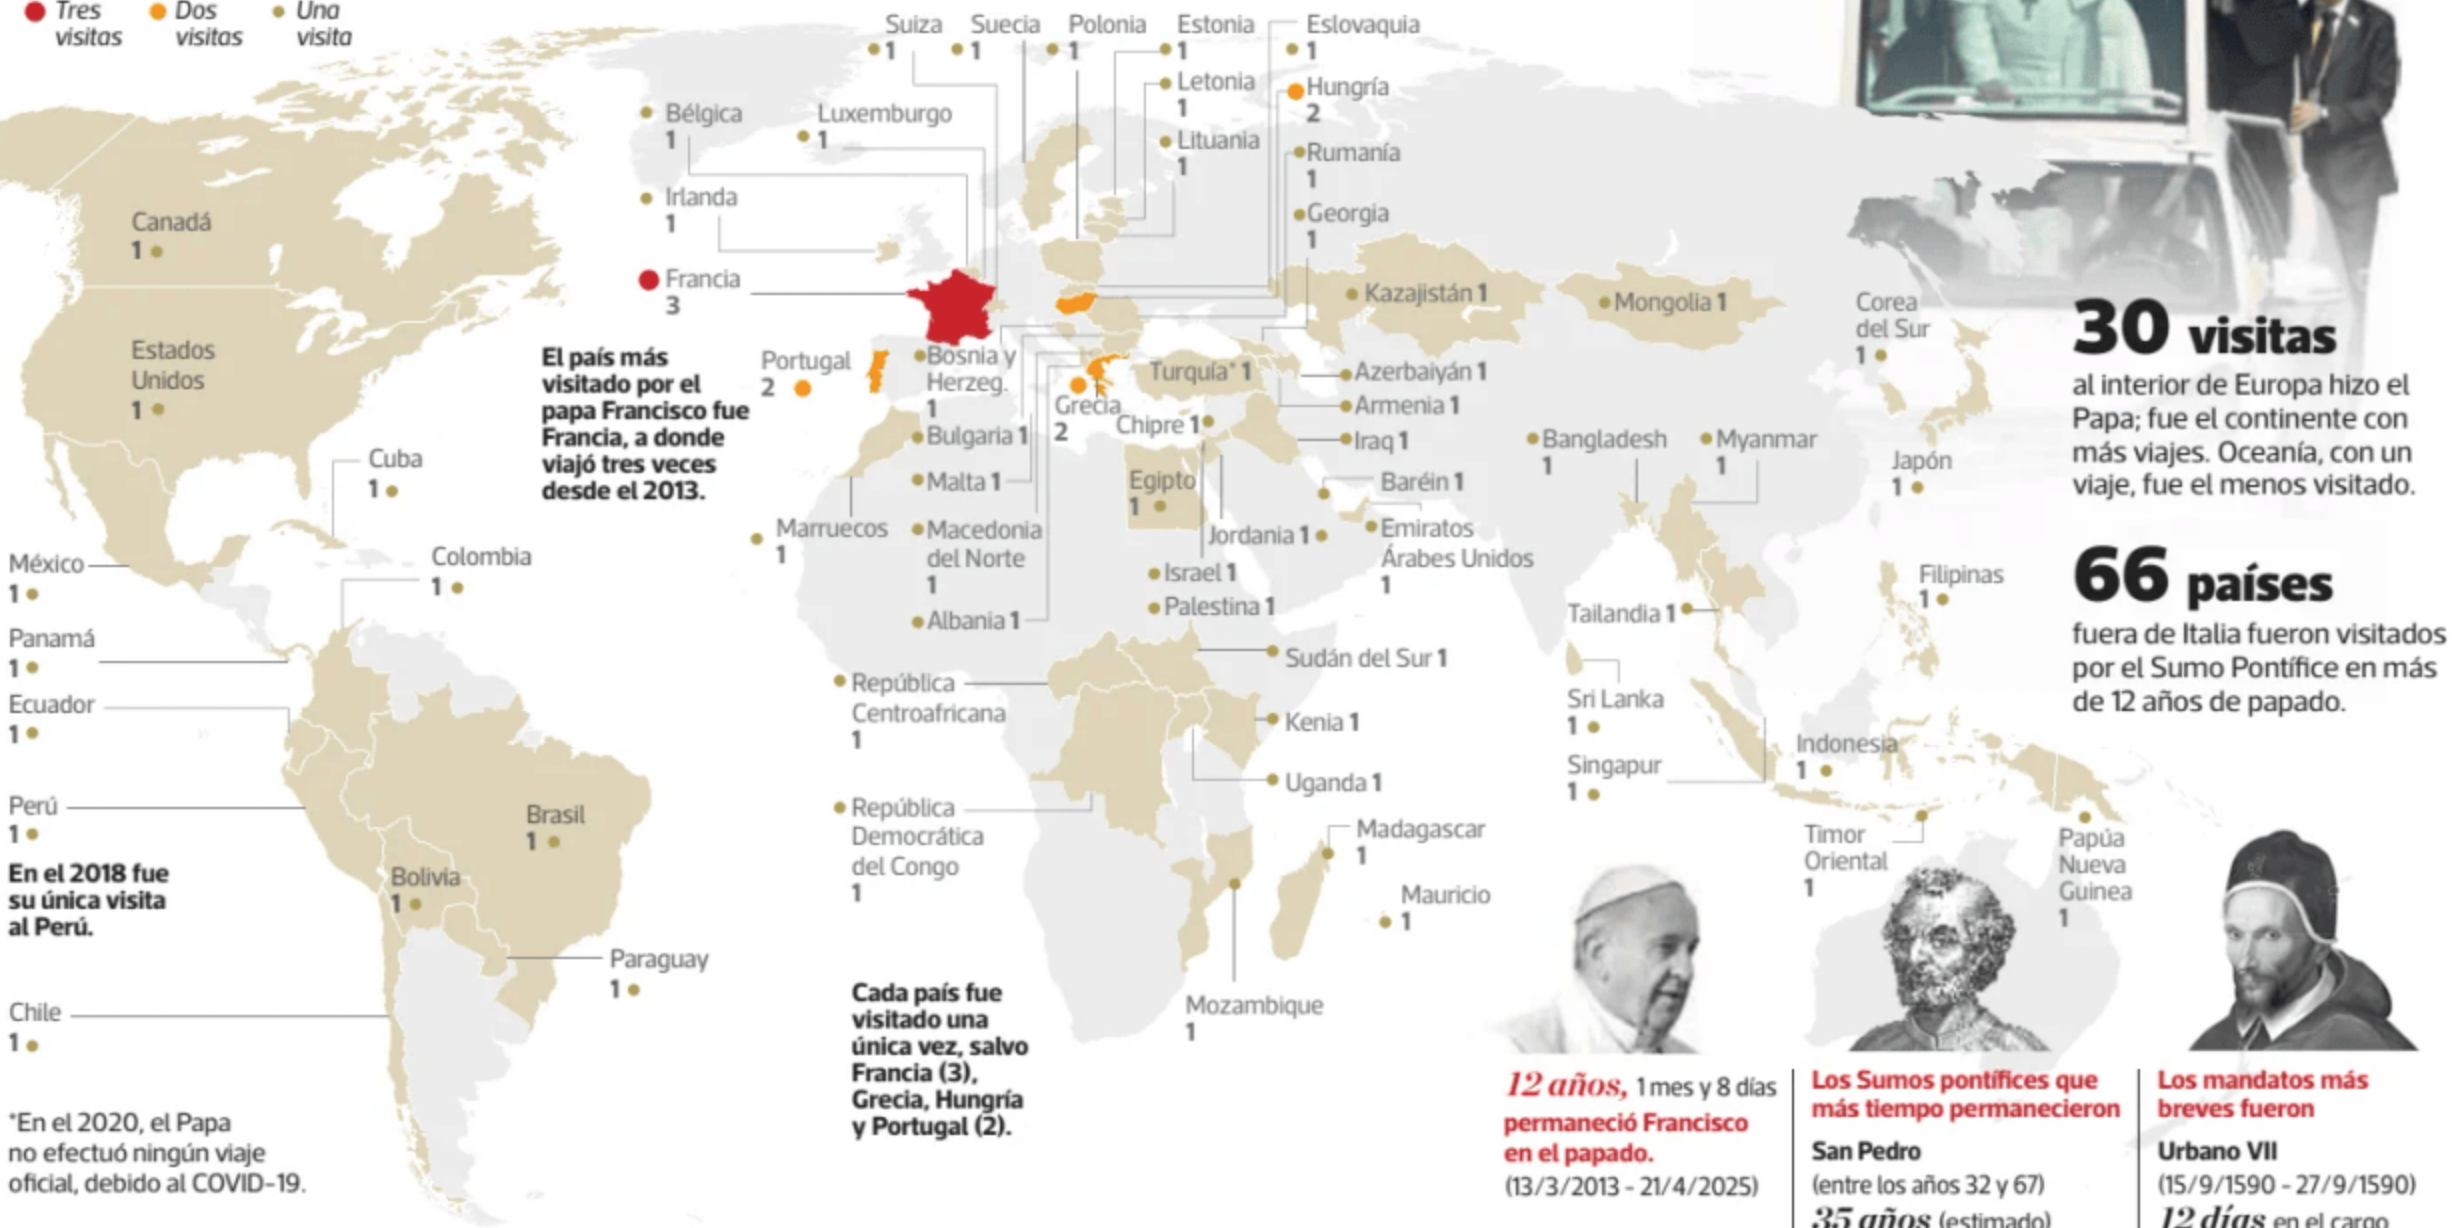 Tres
visitas
Dos
visitas
Una
visita
Suiza
1
Suecia
1
Polonia
1
Estonia
1
Eslovaquia
1
Letonia
1
Hungría
2
Bélgica
1
Luxemburgo
1
Lituania
1
Rumanía
1
Irlanda
1
Georgia
1
Canadá
1
Francia
3
Kazajistán 1
Mongolia 1
Corea
del Sur
1
Estados
Unidos
1
El país más
visitado por el
papa Francisco fue
Francia, a donde
viajó tres veces
desde el 2013.
Portugal
2
Bosnia y
Herzeg.
1
Grecia
2
Turquía* 1
Chipre 1
Azerbaiyán 1
Armenia 1
Iraq 1
Bulgaria 1
Malta 1
Egipto
1
Baréin 1
Bangladesh
1
Myanmar
1
Japón
1
Cuba
1
Marruecos
1
Macedonia
del Norte
1
Albania 1
Jordania 1
Emiratos
Árabes Unidos
1
Israel 1
Palestina 1
México
1
Colombia
1
Tailandia 1
Filipinas
1
Panamá
1
Ecuador
1
Sudán del Sur 1
República
Centroafricana
1
Kenia 1
Sri Lanka
1
Singapur
1
Indonesia
1
Uganda 1
Perú
1
En el 2018 fue
su única visita
al Perú.
Brasil
1
Bolivia
1
República
Democrática
del Congo
1
Madagascar
1
Mauricio
1
Timor
Oriental
1
Papúa
Nueva
Guinea
1
Paraguay
1
Chile
1
Mozambique
1
Cada país fue
visitado una
única vez, salvo
Francia (3),
Grecia, Hungría
y Portugal (2).
*En el 2020, el Papa
no efectuó ningún viaje
oficial, debido al COVID-19.
30 visitas
al interior de Europa hizo el
Papa; fue el continente con
más viajes. Oceanía, con un
viaje, fue el menos visitado.
66 países
fuera de Italia fueron visitados
por el Sumo Pontífice en más
de 12 años de papado.
12 años, 1 mes y 8 días
permaneció Francisco
en el papado.
(13/3/2013 - 21/4/2025)
Los Sumos pontífices que
más tiempo permanecieron
San Pedro
(entre los años 32 y 67)
35 años (estimado)
Los mandatos más
breves fueron
Urbano VII
(15/9/1590 - 27/9/1590)
12 días en el cargo